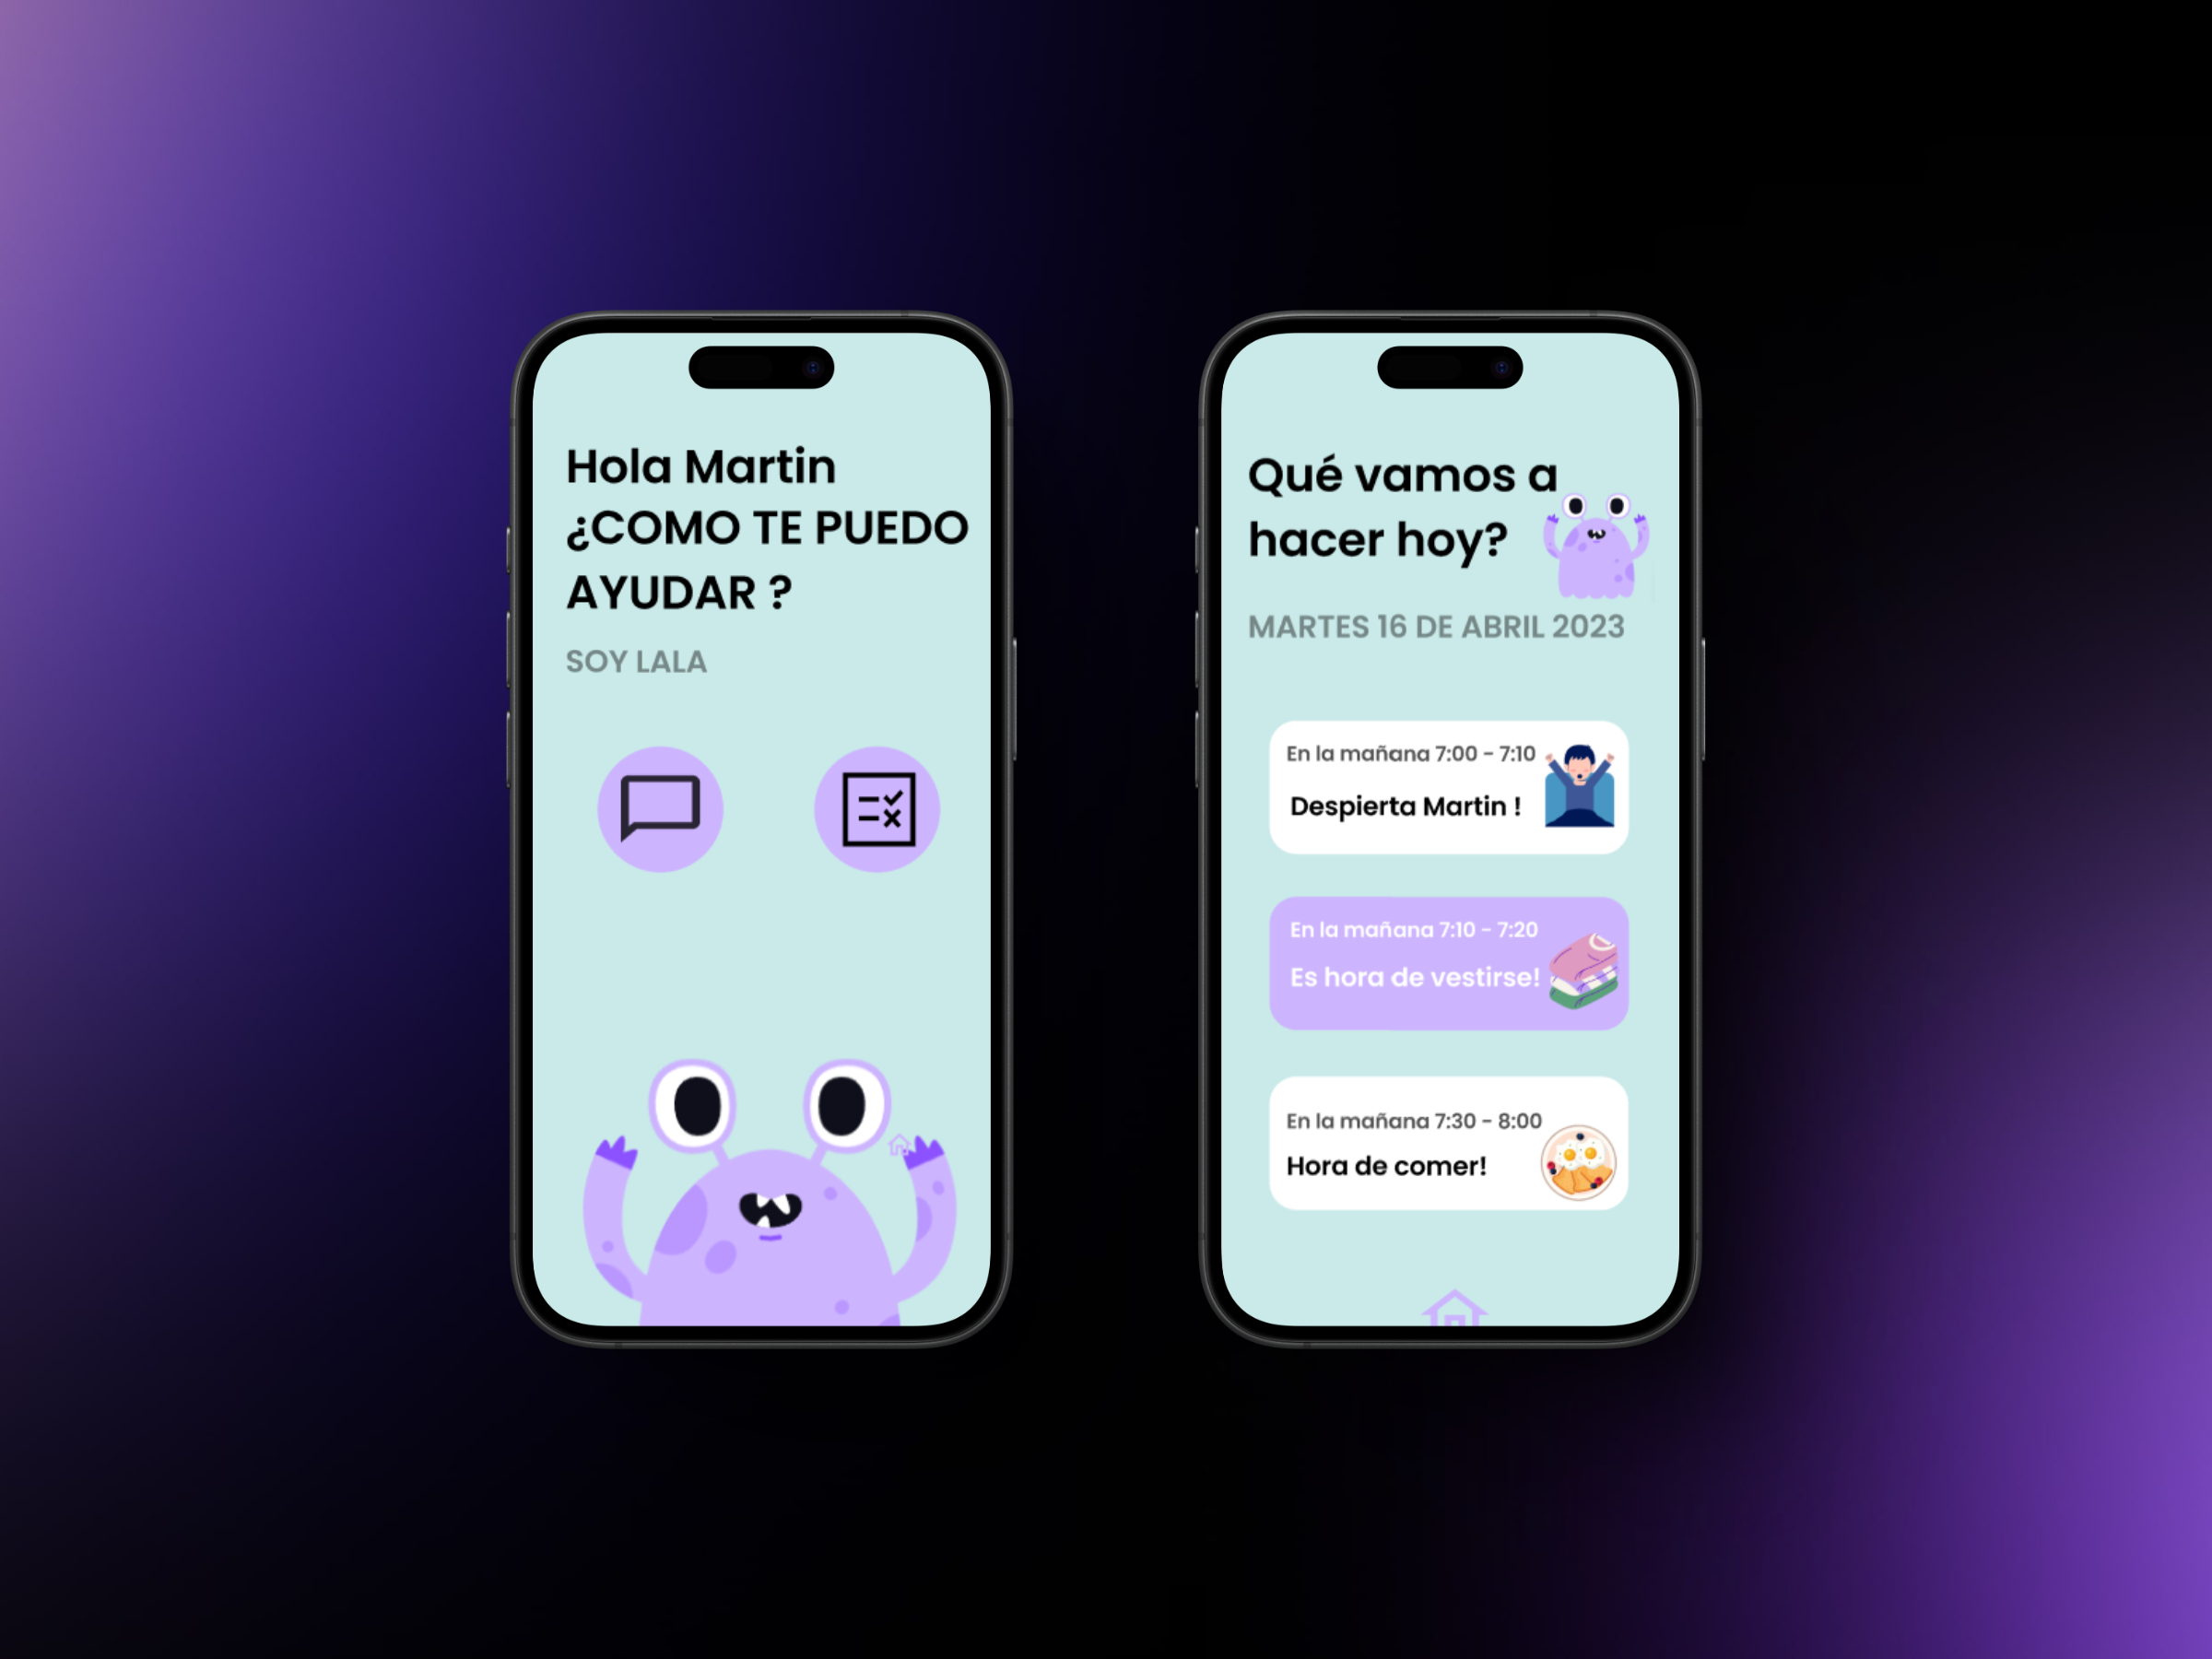 Hola Martin
¿COMO TE PUEDO
AYUDAR ?
SOY LALA
Qué vamos a
hacer hoy?
MARTES 16 DE ABRIL 2023
En la mañana 7:00 - 7:10
Despierta Martin !
En la mañana 7:10 - 7:20
Es hora de vestirse!
En la mañana 7:30 - 8:00
Hora de comer!